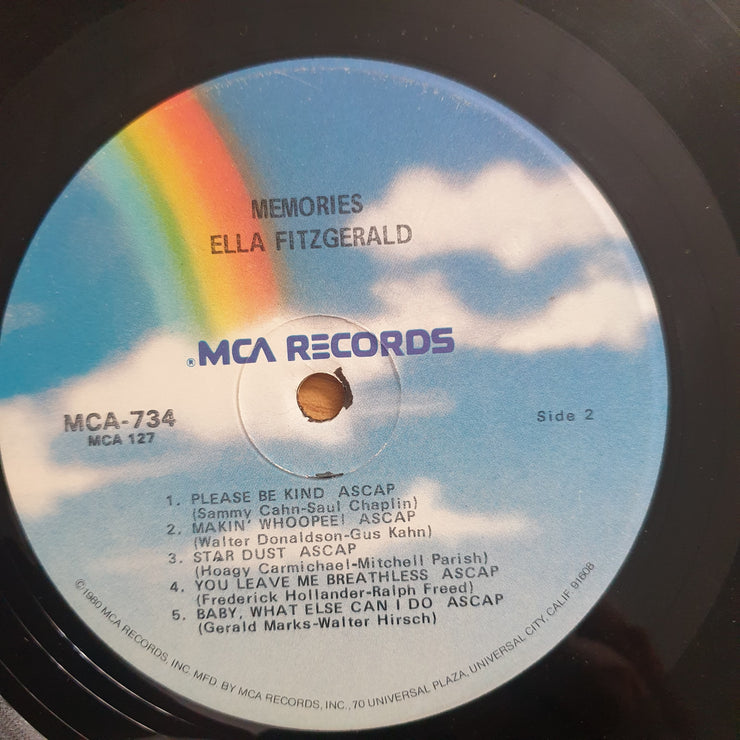 MEMORIES
ELLA FITZGERALD
® MCA RECORDS
MCA-734
MCA 127
Side 2
1. PLEASE BE KIND ASCAP
(Sammy Cahn-Saul Chaplin)
2. MAKIN' WHOOPEE! ASCAP
(Walter Donaldson-Gus Kahn)
3. STAR DUST ASCAP
(Hoagy Carmichael-Mitchell Parish)
4. YOU LEAVE ME BREATHLESS ASCAP
(Frederick Hollander-Ralph Freed)
5. BABY, WHAT ELSE CAN I DO ASCAP
(Gerald Marks-Walter Hirsch)
©1980 MCA RECORDS, INC. MFD. BY MCA RECORDS, INC., 70 UNIVERSAL PLAZA, UNIVERSAL CITY, CALIF. 91608